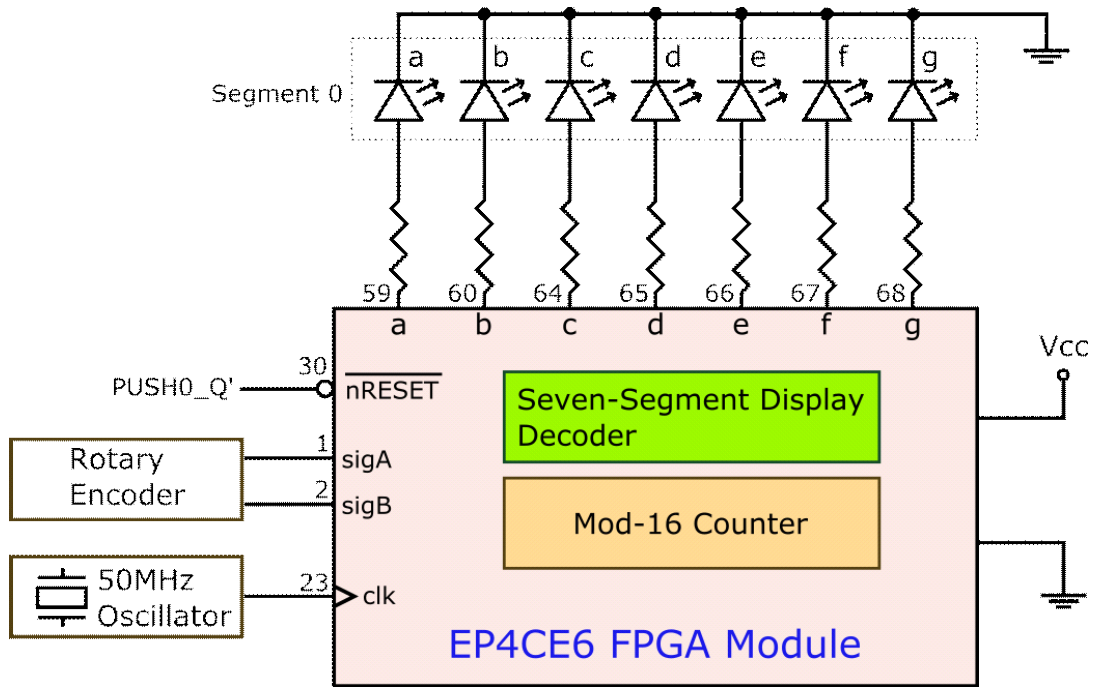 a b c d e f g
Segment 0
59 60 64 65 66 67 68
a b c d e f g
Vcc
30
PUSH0_Q'
nRESET
Seven-Segment Display
Decoder
Rotary
Encoder
1
sigA
2
sigB
Mod-16 Counter
50MHz
Oscillator
23
clk
EP4CE6 FPGA Module